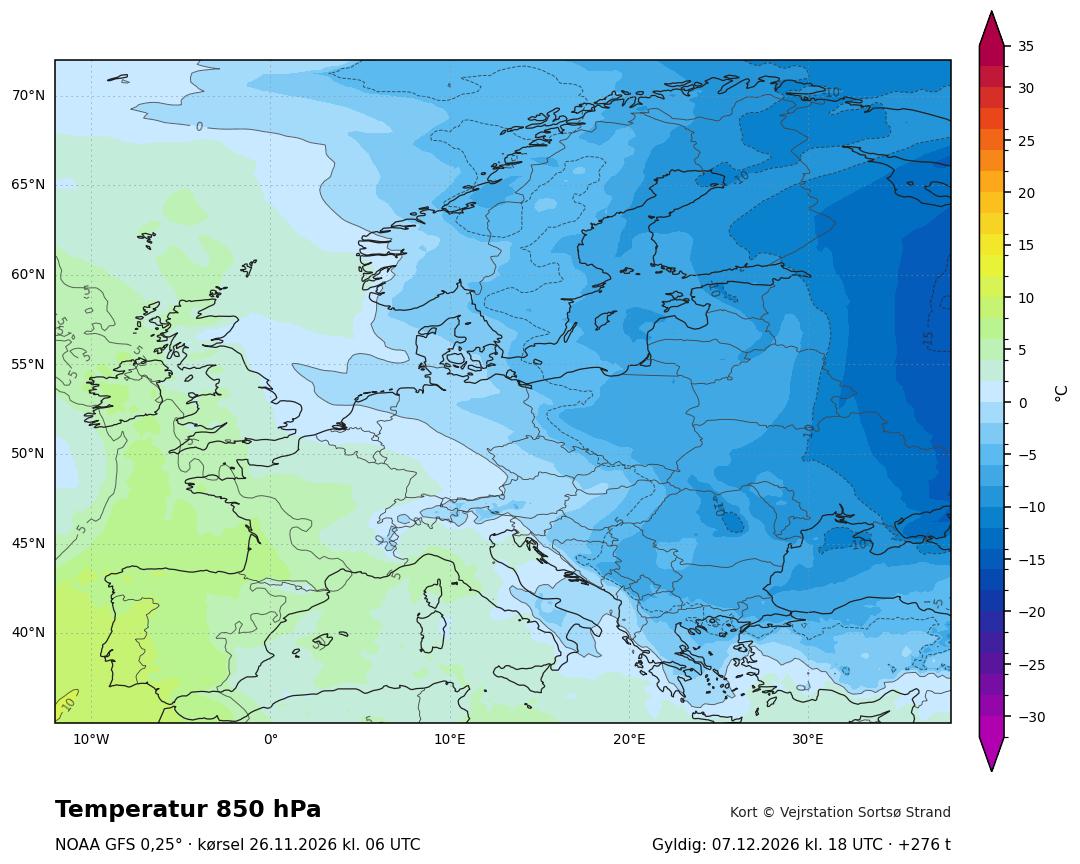 35
30
25
20
15
10
5
0
−5
−10
−15
−20
−25
−30
°C
70°N
65°N
60°N
55°N
50°N
45°N
40°N
10°W 0° 10°E 20°E 30°E
Temperatur 850 hPa
Kort © Vejrstation Sortsø Strand
NOAA GFS 0,25° · kørsel 26.11.2026 kl. 06 UTC
Gyldig: 07.12.2026 kl. 18 UTC · +276 t